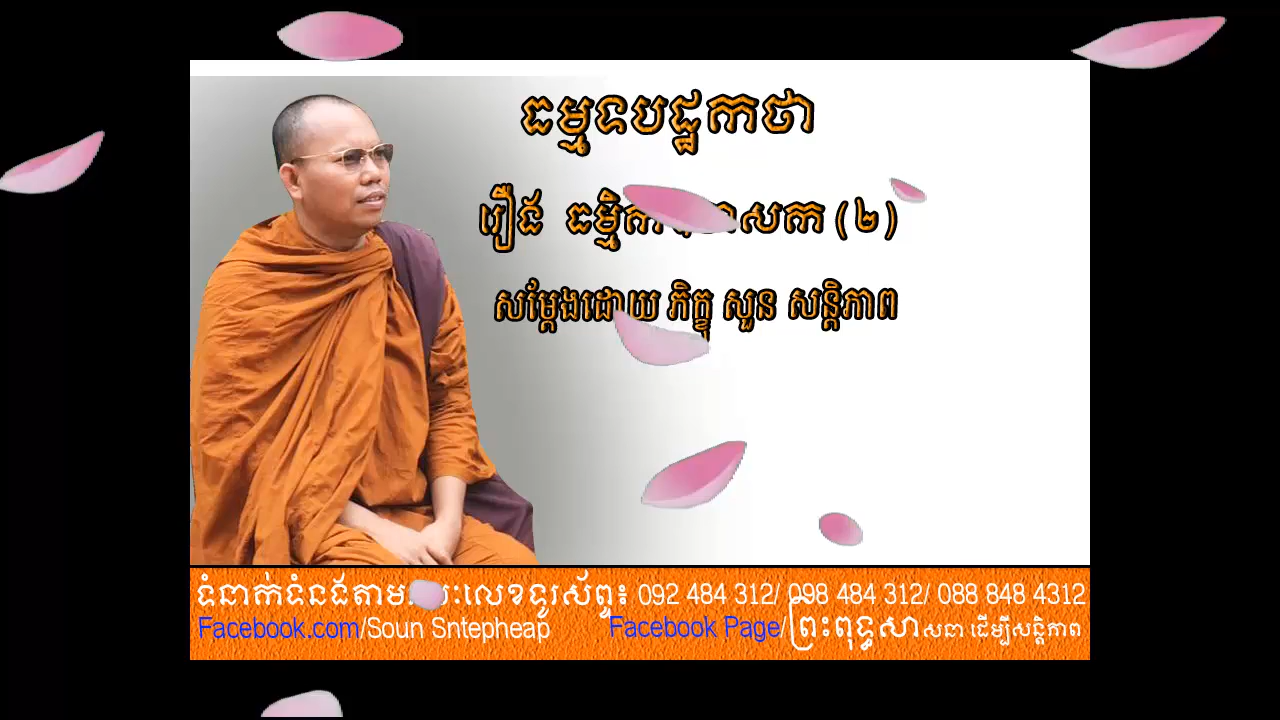 ធម្មទបដ្ឋកថា
រឿង ធម្មិក (២)
សម្ដែងដោយ ភិក្ខុ សួន សន្តិភាព
ទំនាក់ទំនងតាម លេខទូរស័ព្ទ៖ 092 484 312/ 098 484 312/ 088 848 4312
Facebook.com/Soun Sntepheap Facebook Page/ព្រះពុទ្ធសាសនា ដើម្បីសន្តិភាព